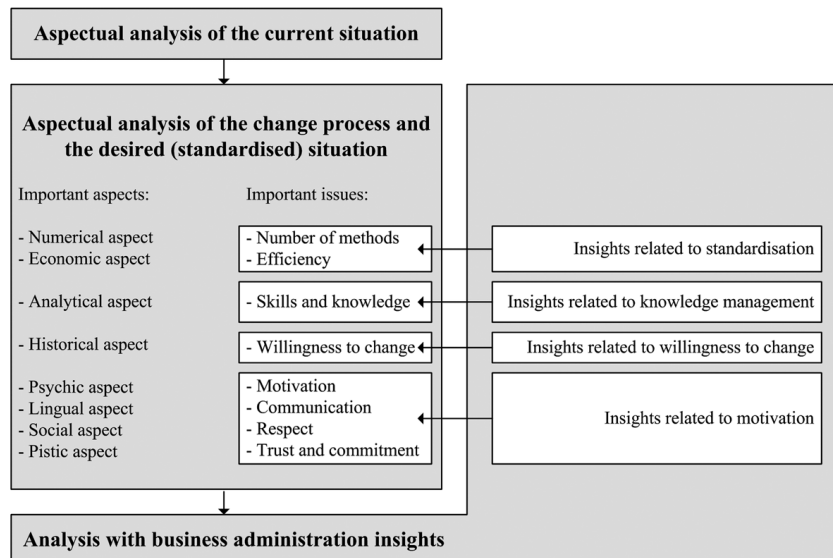 Aspectual analysis of the current situation
Aspectual analysis of the change process and
the desired (standardised) situation
Important aspects:
Important issues:
- Numerical aspect
- Economic aspect
- Number of methods
- Efficiency
Insights related to standardisation
- Analytical aspect
- Skills and knowledge
Insights related to knowledge management
- Historical aspect
- Willingness to change
Insights related to willingness to change
- Psychic aspect
- Lingual aspect
- Social aspect
- Pistic aspect
- Motivation
- Communication
- Respect
- Trust and commitment
Insights related to motivation
Analysis with business administration insights